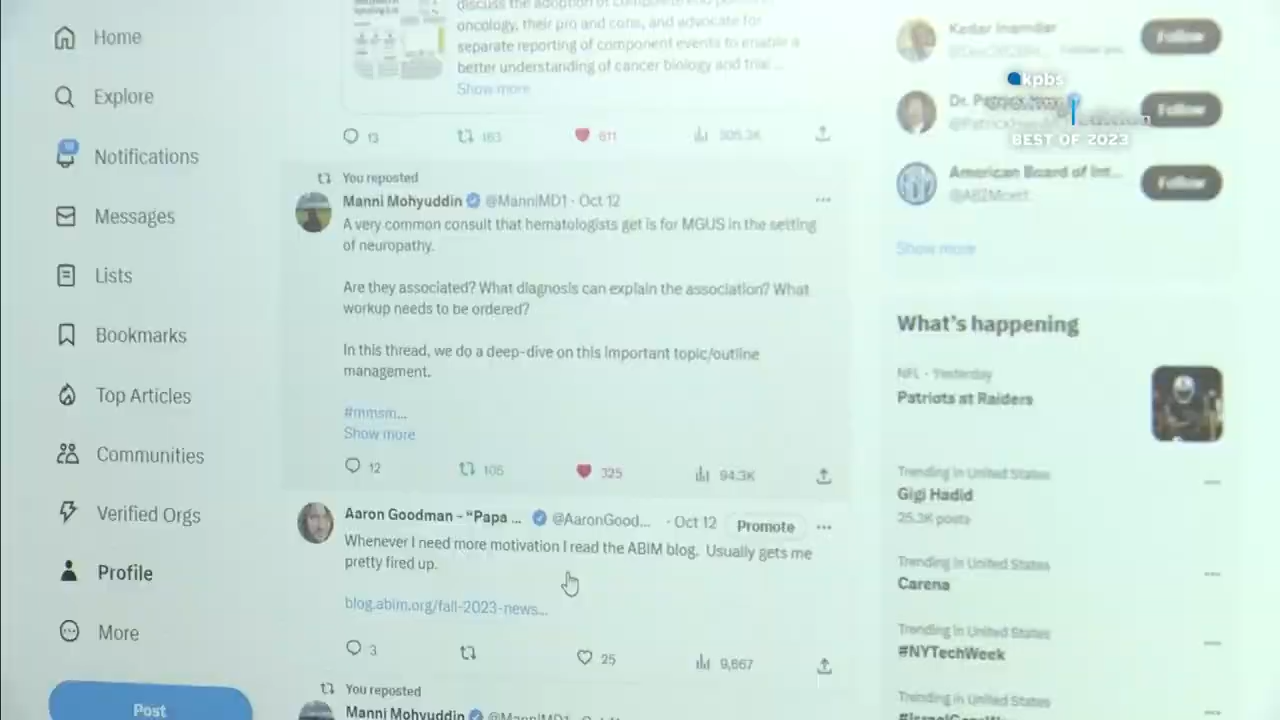 Home
Explore
Notifications
Messages
Lists
Bookmarks
Top Articles
Communities
Verified Orgs
Profile
More
Post
discuss the adoption of
oncology, their pro and cons, and advocate for
separate reporting of component events to enable a
better understanding of cancer biology and trial ...
Show more
13 163 611 305.3K
You reposted
Manni Mohyuddin @ManniMD1 · Oct 12
A very common consult that hematologists get is for MGUS in the setting
of neuropathy.
Are they associated? What diagnosis can explain the association? What
workup needs to be ordered?
In this thread, we do a deep-dive on this important topic/outline
management.
#mmsm...
Show more
12 105 325 94.3K
Aaron Goodman - “Papa ... @AaronGood... · Oct 12 Promote
Whenever I need more motivation I read the ABIM blog. Usually gets me
pretty fired up.
blog.abim.org/fall-2023-news...
3 25 9,667
You reposted
Manni Mohyuddin @ManniMD1
Follow
kpbs
Dr. Patrick
Follow
edition
BEST OF 2023
American Board of Int...
@ABIMcert
Follow
Show more
What's happening
NFL · Yesterday
Patriots at Raiders
Trending in United States
Gigi Hadid
25.3K posts
Trending in United States
Carena
Trending in United States
#NYTechWeek
Trending in United States